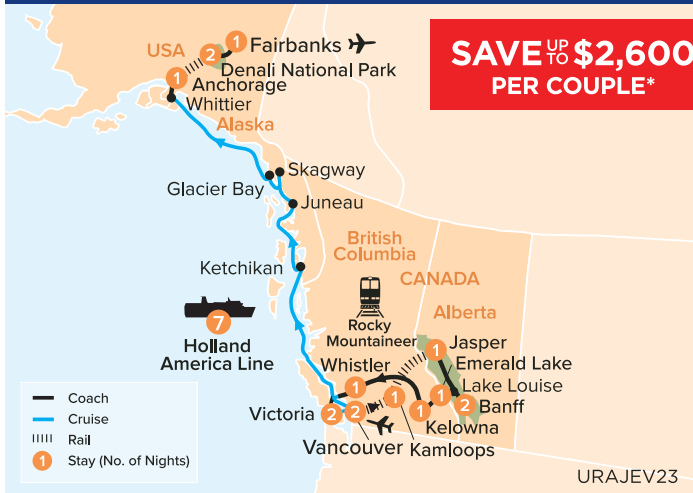 SAVE UP TO $2,600
PER COUPLE*
USA
2
1
Fairbanks
1
Denali National Park
Anchorage
Whittier
Alaska
Skagway
Glacier Bay
Juneau
British
Columbia
Ketchikan
CANADA
Alberta
7
Holland
America Line
Rocky
Mountaineer
1
Jasper
Whistler
Emerald Lake
1
Lake Louise
1
1
Victoria
2
2
1
2
Banff
Kelowna
Vancouver
Kamloops
Coach
Cruise
Rail
1
Stay (No. of Nights)
URAJEV23